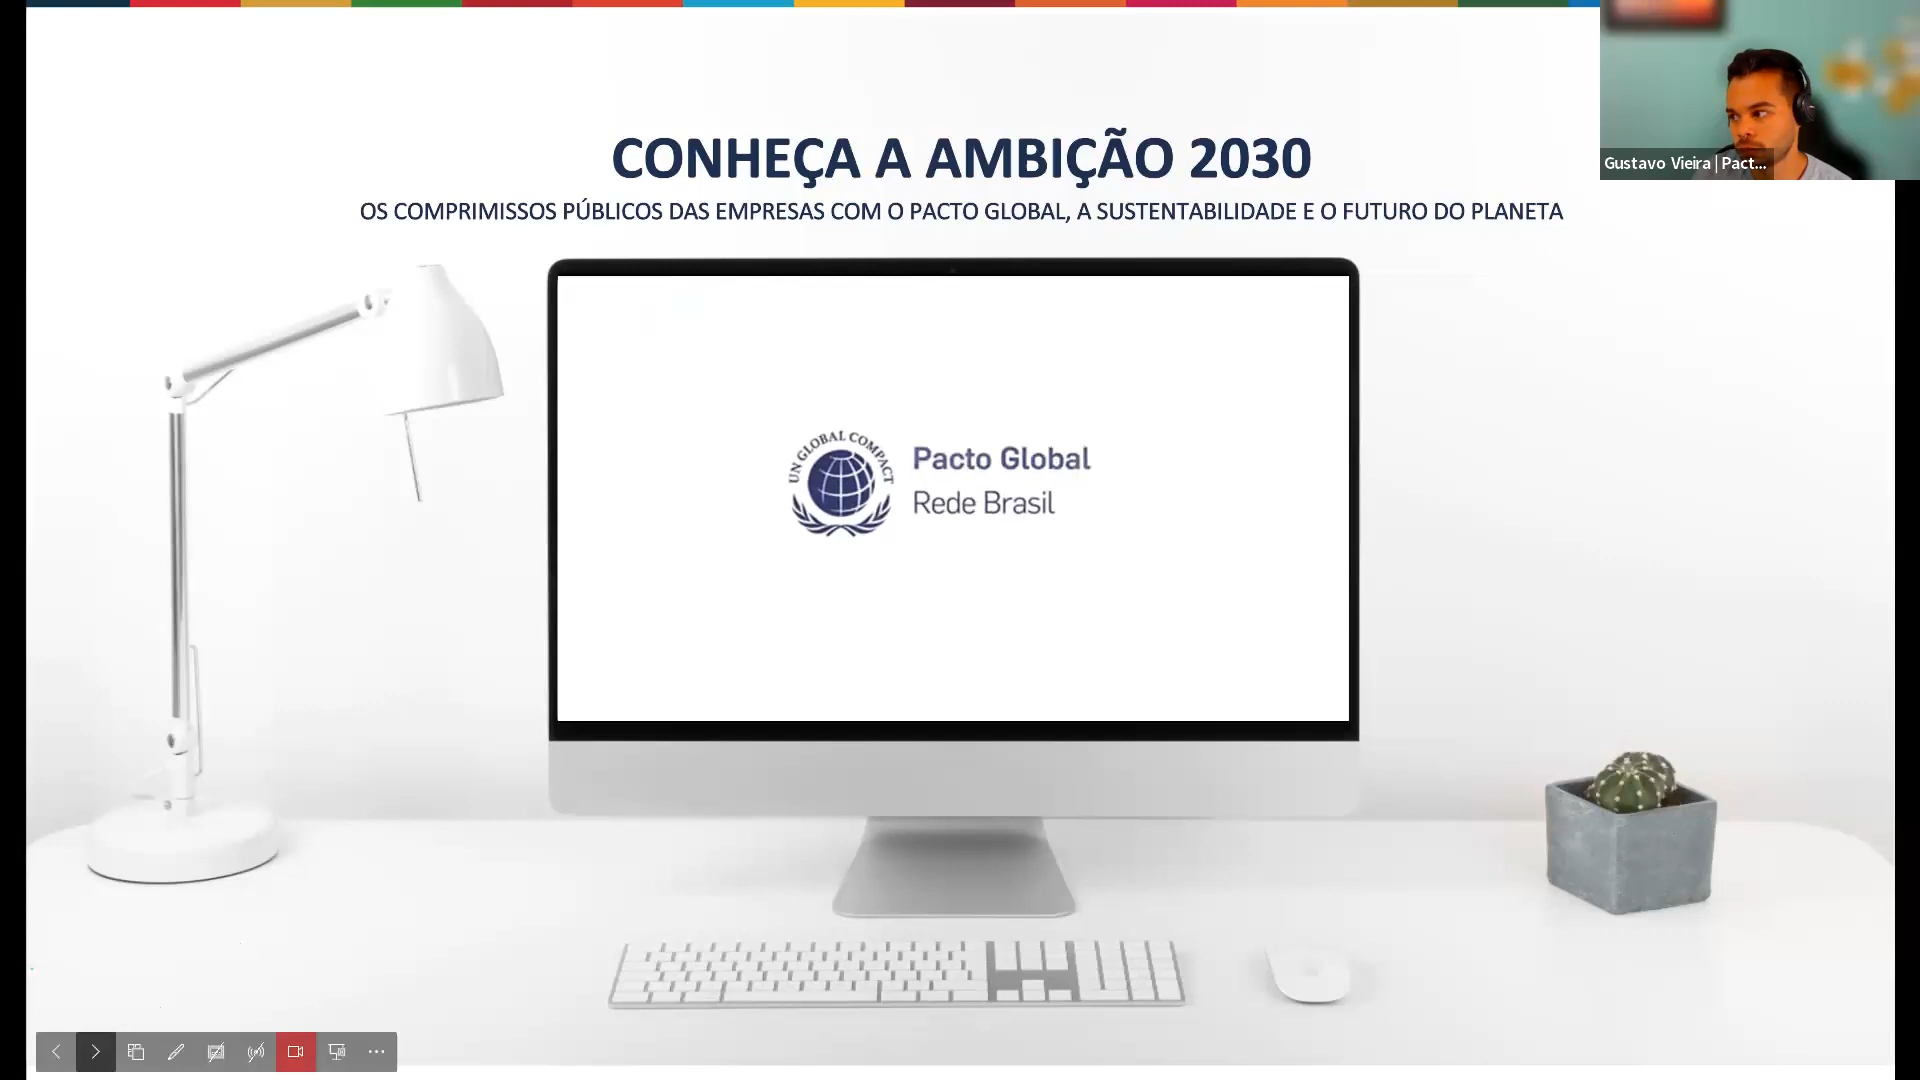 CONHEÇA A AMBIÇÃO 2030
OS COMPRIMISSOS PÚBLICOS DAS EMPRESAS COM O PACTO GLOBAL, A SUSTENTABILIDADE E O FUTURO DO PLANETA
Gustavo Vieira | Pact...
UN GLOBAL COMPACT
Pacto Global
Rede Brasil